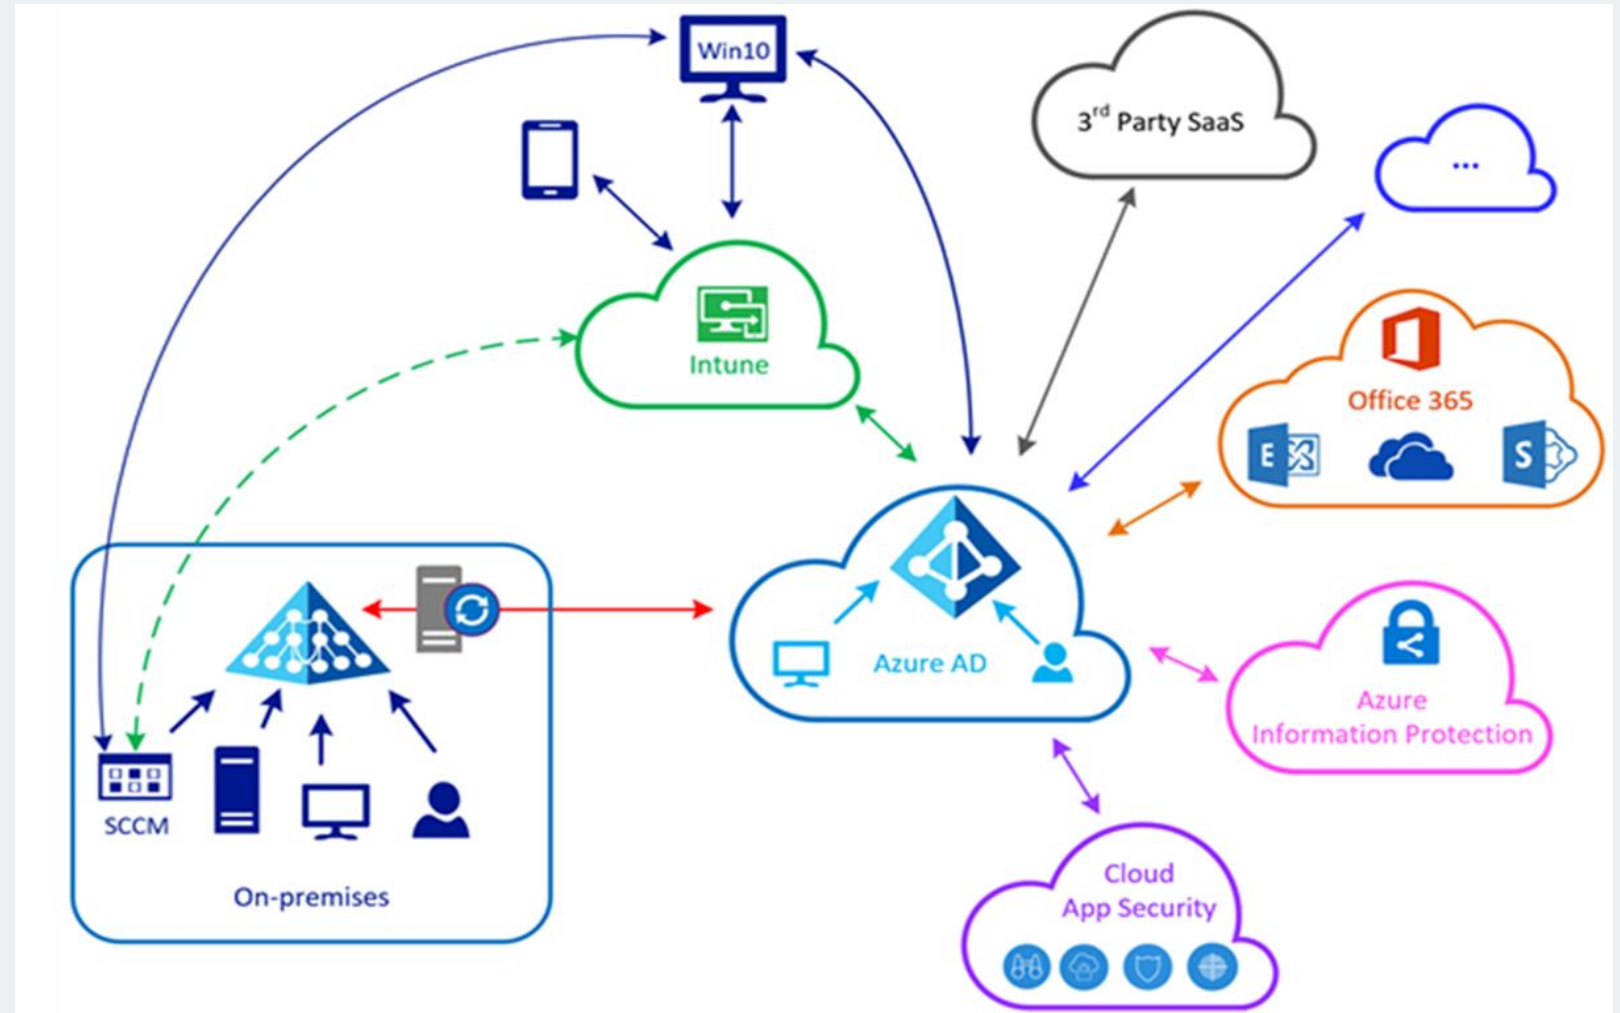 Win10
3rd Party SaaS
...
Intune
Office 365
E
S
Azure AD
Azure
Information Protection
SCCM
On-premises
Cloud
App Security